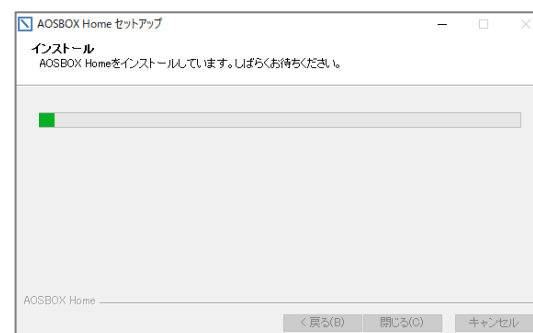 AOSBOX Home セットアップ
インストール
AOSBOX Homeをインストールしています。しばらくお待ちください。
AOSBOX Home
< 戻る(B) 閉じる(C) キャンセル